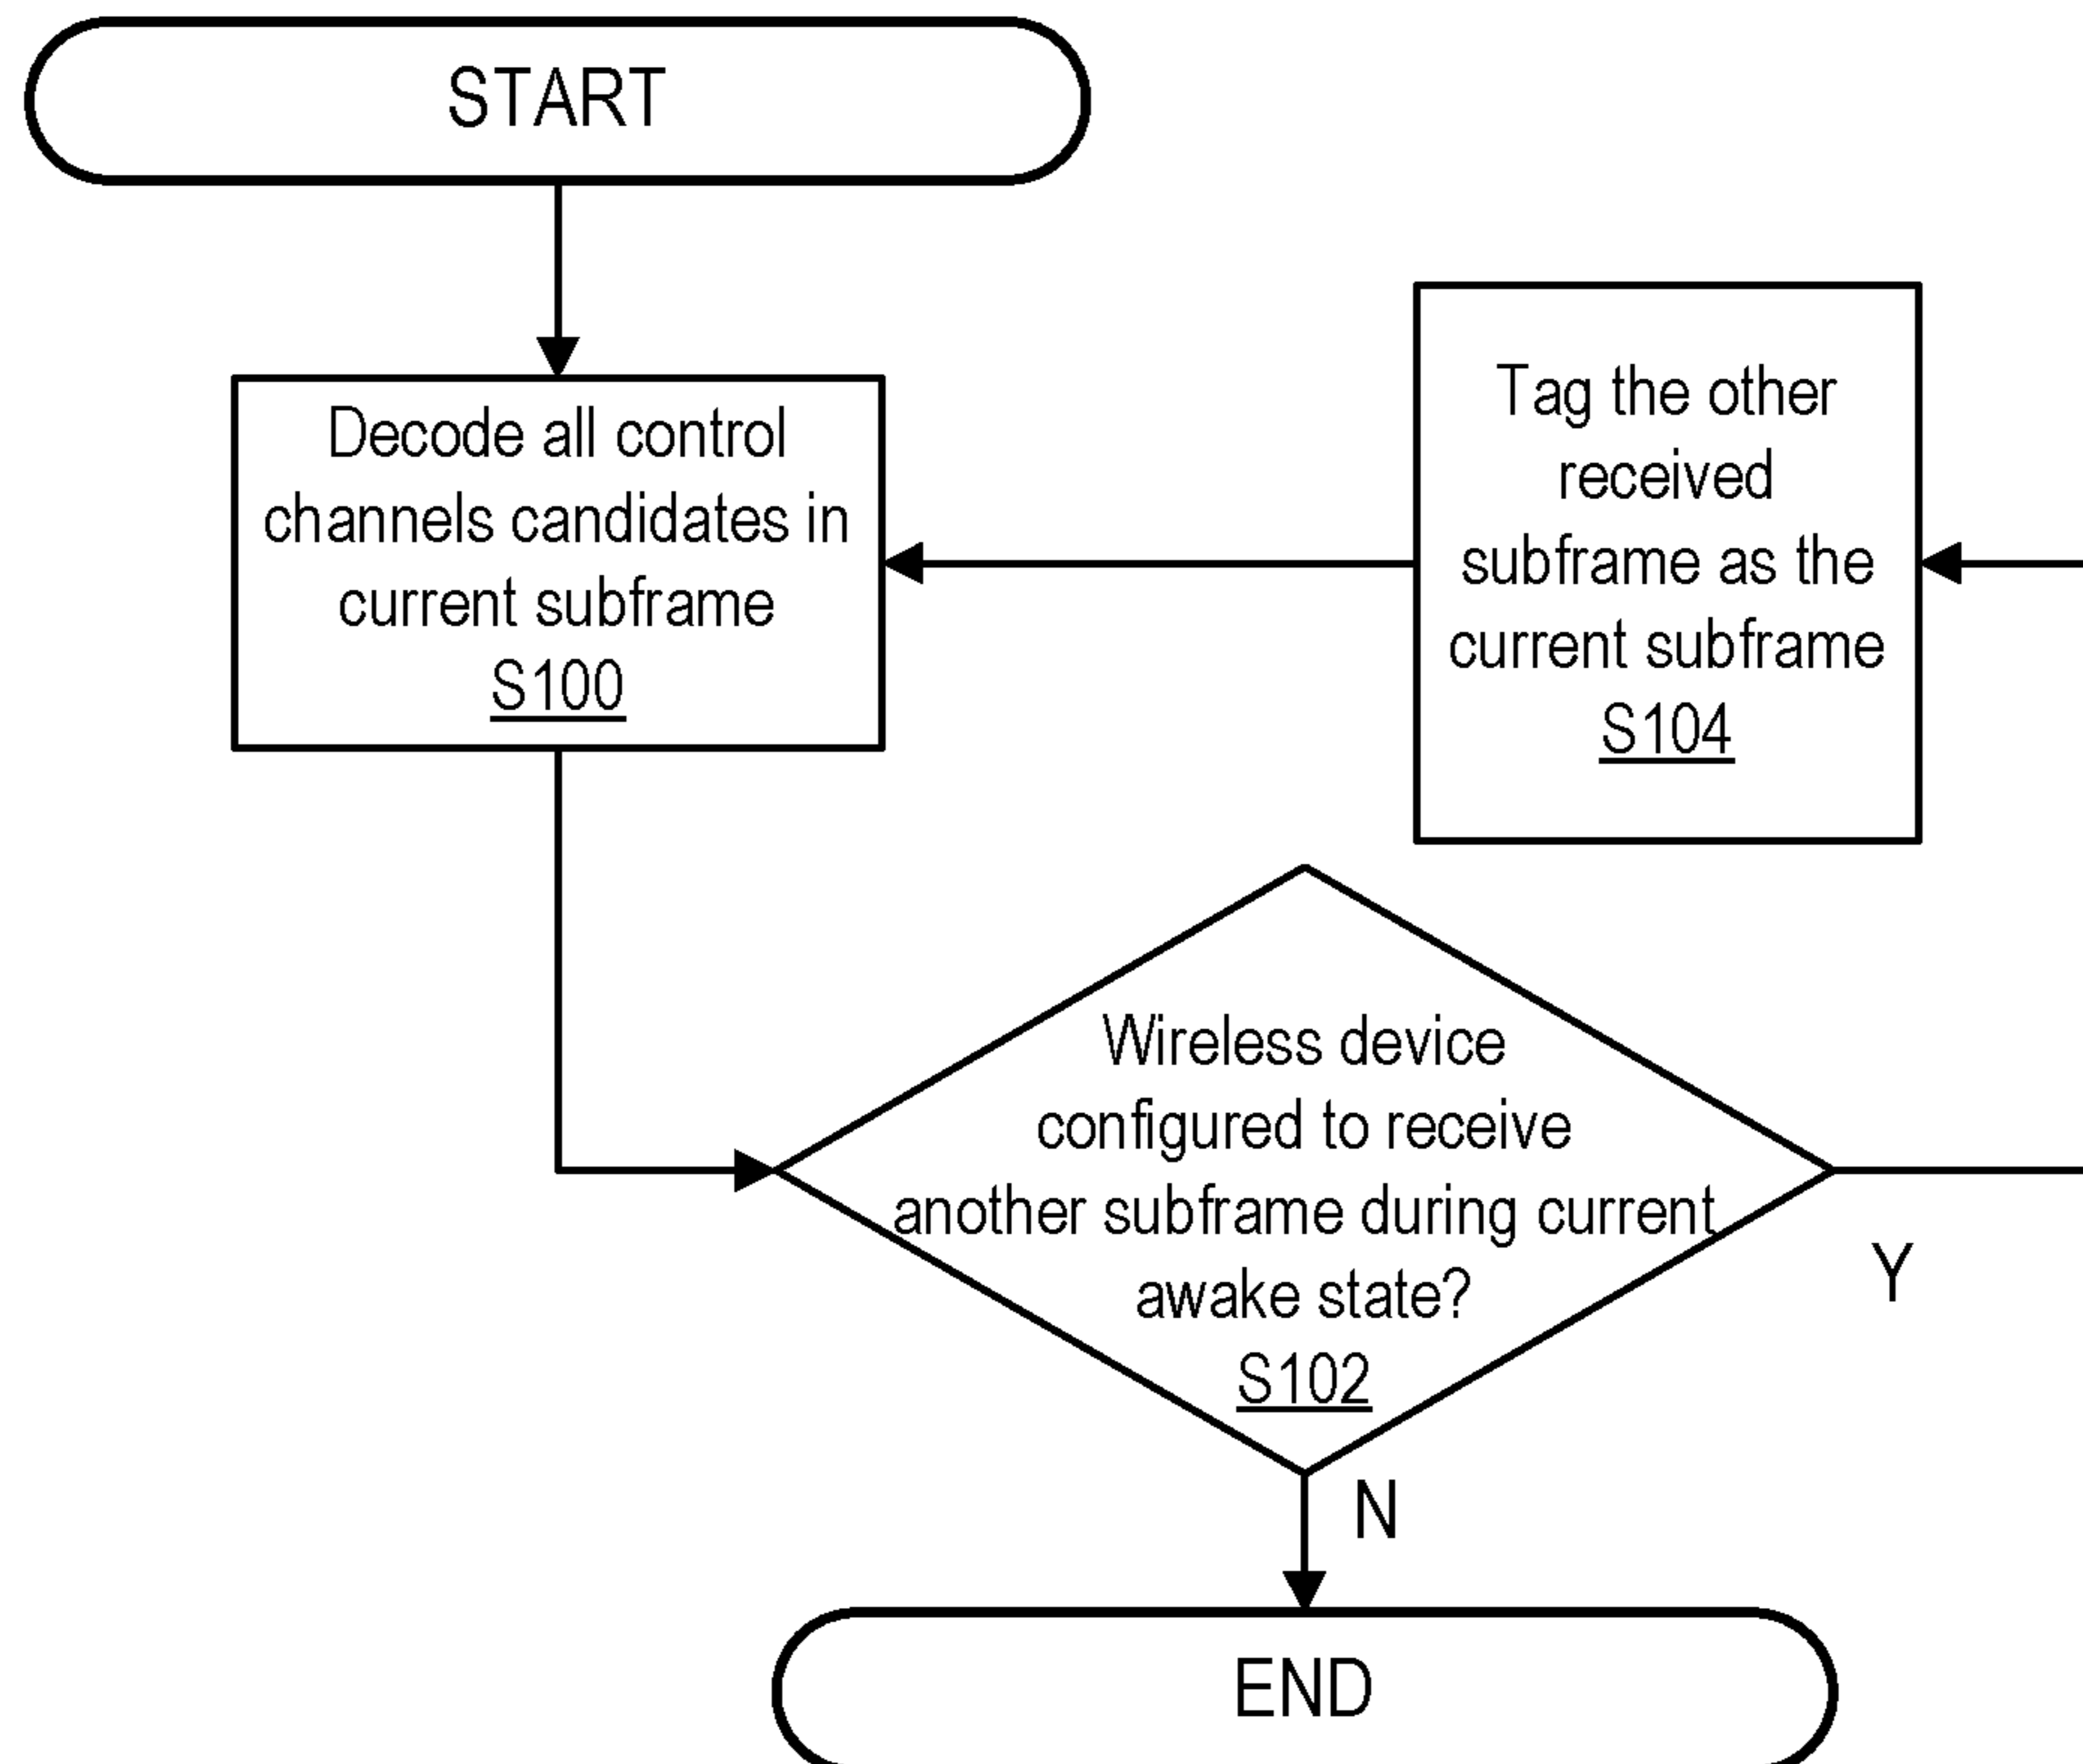 START
Decode all control
channels candidates in
current subframe
S100
Tag the other
received
subframe as the
current subframe
S104
Wireless device
configured to receive
another subframe during current
awake state?
S102
Y
N
END